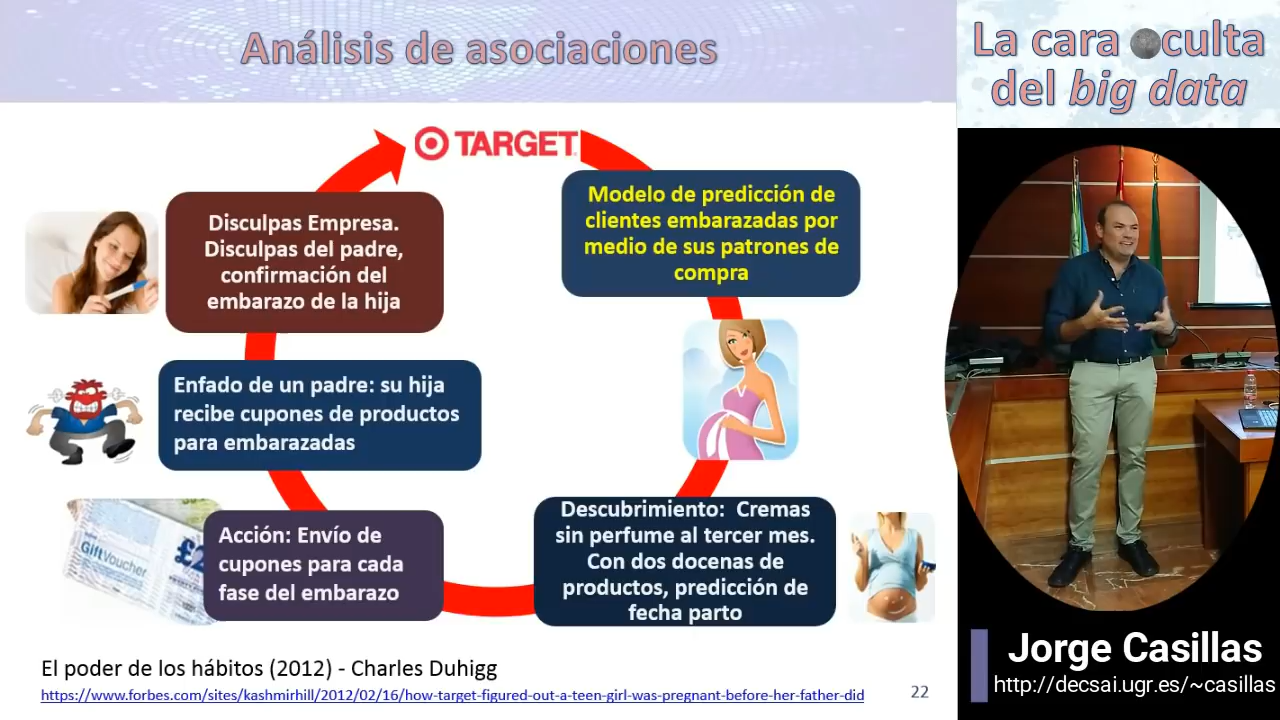 Análisis de asociaciones
La cara oculta
del big data
TARGET
Modelo de predicción de
clientes embarazadas por
medio de sus patrones de
compra
Descubrimiento: Cremas
sin perfume al tercer mes.
Con dos docenas de
productos, predicción de
fecha parto
Acción: Envío de
cupones para cada
fase del embarazo
GiftVoucher
Enfado de un padre: su hija
recibe cupones de productos
para embarazadas
Disculpas Empresa.
Disculpas del padre,
confirmación del
embarazo de la hija
El poder de los hábitos (2012) - Charles Duhigg
https://www.forbes.com/sites/kashmirhill/2012/02/16/how-target-figured-out-a-teen-girl-was-pregnant-before-her-father-did
22
Jorge Casillas
http://decsai.ugr.es/~casillas